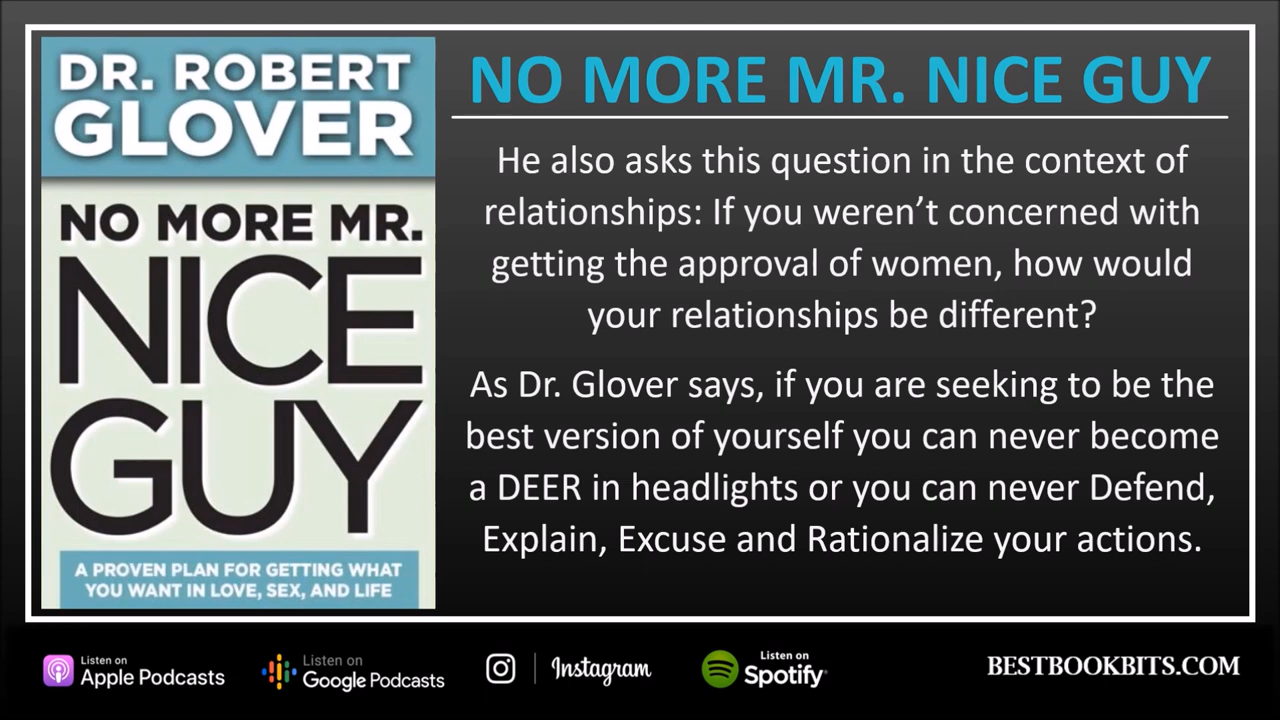 DR. ROBERT
GLOVER
NO MORE MR.
NICE
GUY
A PROVEN PLAN FOR GETTING WHAT
YOU WANT IN LOVE, SEX, AND LIFE
NO MORE MR. NICE GUY
He also asks this question in the context of
relationships: If you weren’t concerned with
getting the approval of women, how would
your relationships be different?
As Dr. Glover says, if you are seeking to be the
best version of yourself you can never become
a DEER in headlights or you can never Defend,
Explain, Excuse and Rationalize your actions.
Listen on
Apple Podcasts
Listen on
Google Podcasts
Instagram
Listen on
Spotify
BESTBOOKBITS.COM